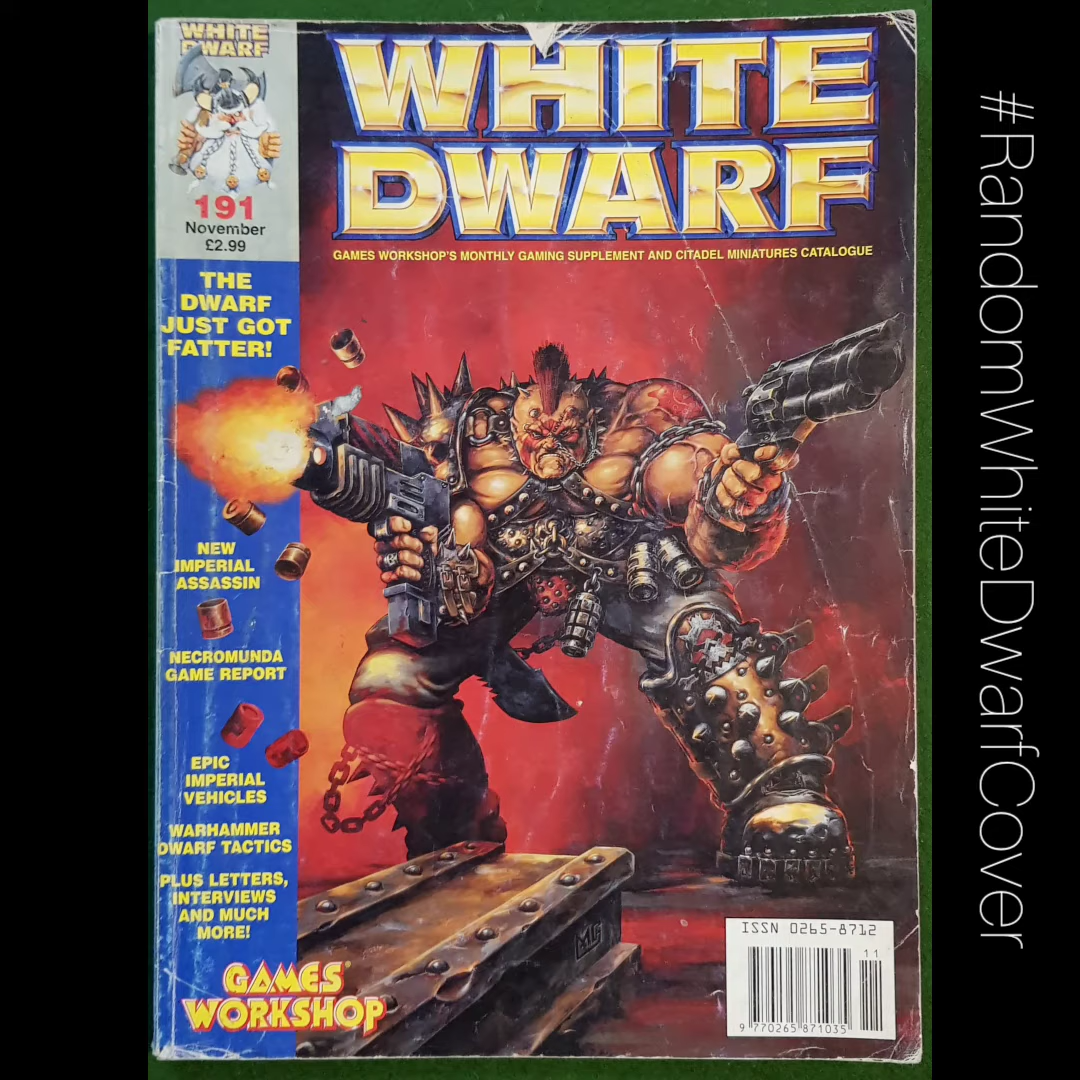 WHITE
DWARF
191
November
£2.99
WHITE
DWARF
GAMES WORKSHOP'S MONTHLY GAMING SUPPLEMENT AND CITADEL MINIATURES CATALOGUE
THE
DWARF
JUST GOT
FATTER!
NEW
IMPERIAL
ASSASSIN
NECROMUNDA
GAME REPORT
EPIC
IMPERIAL
VEHICLES
WARHAMMER
DWARF TACTICS
PLUS LETTERS,
INTERVIEWS
AND MUCH
MORE!
GAMES
WORKSHOP
MG
ISSN 0265-8712
11
9 770265 871035
#RandomWhiteDwarfCover